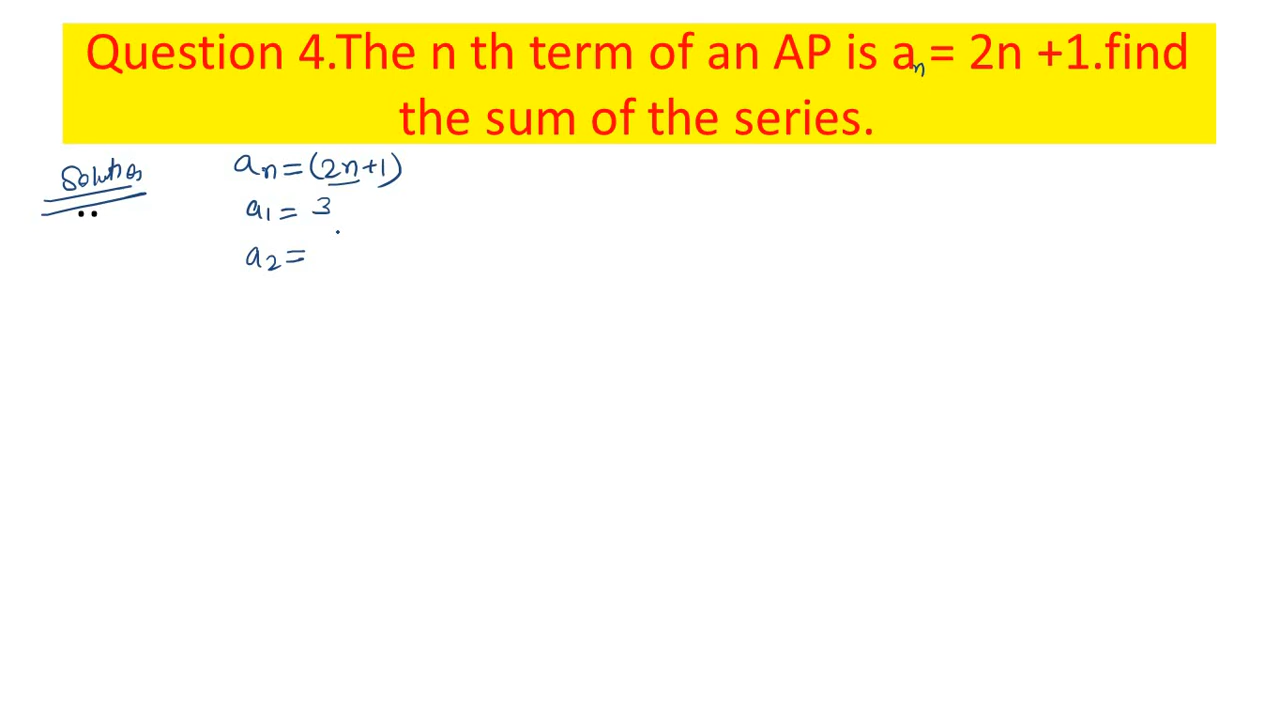 Question 4.The n th term of an AP is aₙ= 2n +1.find
the sum of the series.
Solution
aₙ=(2n+1)
a₁= 3
a₂=